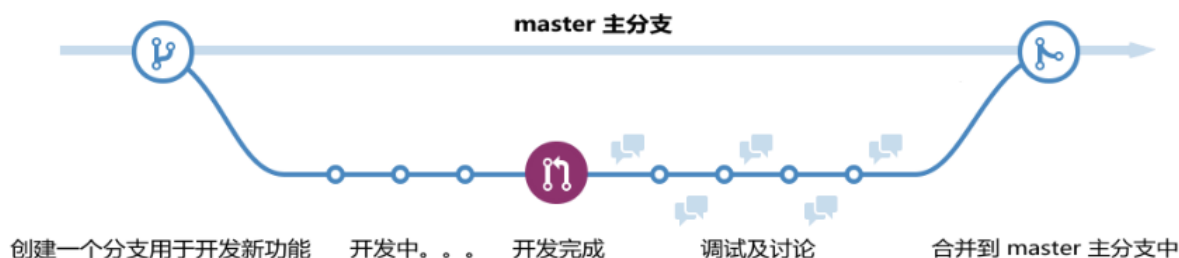 master 主分支
创建一个分支用于开发新功能 开发中。。。 开发完成 调试及讨论 合并到 master 主分支中